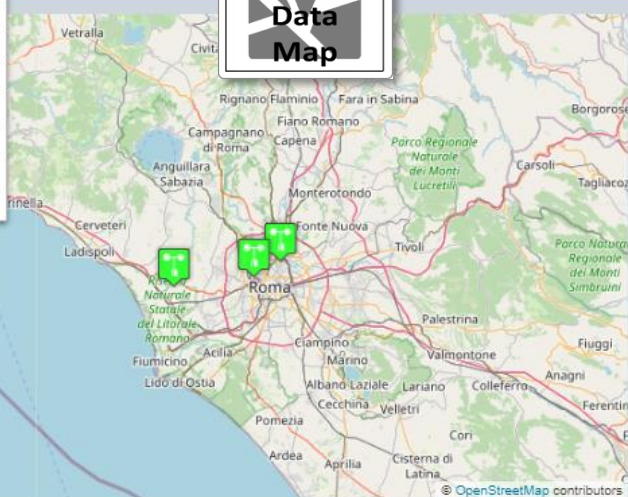 Data
Map
Vetralla
Rignano Flaminio
Fara in Sabina
Fiano Romano
Campagnano
di Roma
Capena
Parco Regionale
Naturale
dei Monti
Lucretili
Carsoli
Anguillara
Sabazia
Monterotondo
Cerveteri
Fonte Nuova
Tivoli
Ladispoli
Parco Natura
Regionale
dei Monti
Simbruini
Roma
Naturale
Statale
del Litorale
Romano
Palestrina
Fiumicino
Acilia
Ciampino
Marino
Valmontone
Fiuggi
Lido di Ostia
Albano Laziale
Lariano
Colleferro
Anagni
Cecchina
Velletri
Ferentin
Pomezia
Cori
Ardea
Aprilia
Cisterna di
Latina
© OpenStreetMap contributors